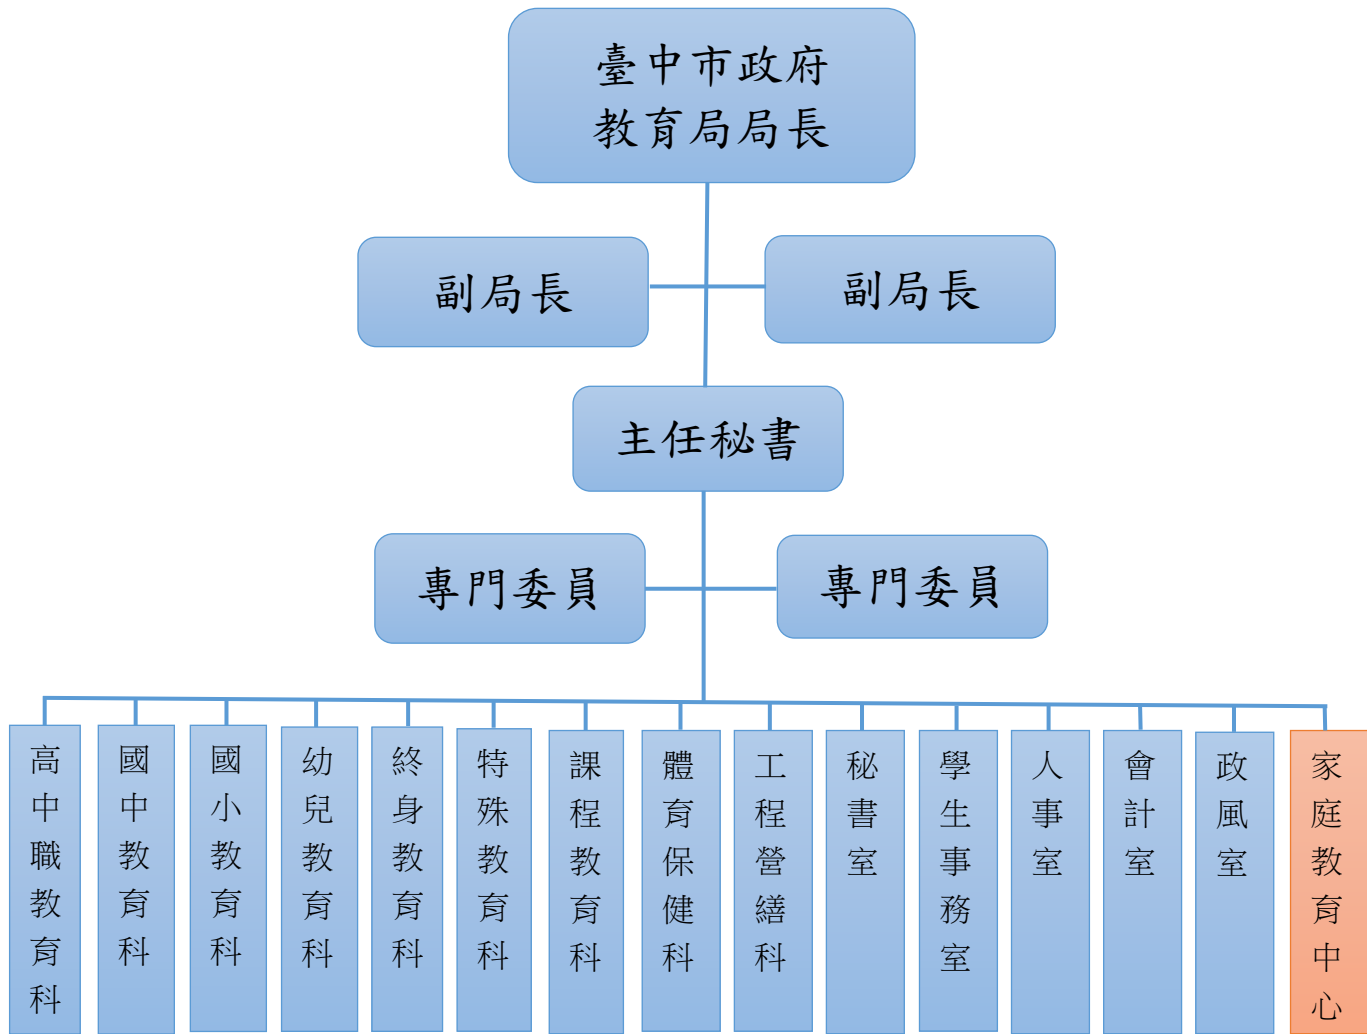 臺中市政府
教育局局長
副局長
副局長
主任秘書
專門委員
專門委員
高中職教育科
國中教育科
國小教育科
幼兒教育科
終身教育科
特殊教育科
課程教育科
體育保健科
工程營繕科
秘書室
學生事務室
人事室
會計室
政風室
家庭教育中心